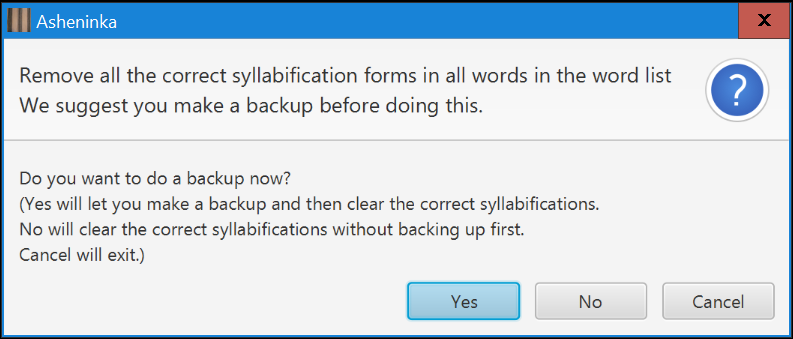 Asheninka
X
Remove all the correct syllabification forms in all words in the word list
We suggest you make a backup before doing this.
?
Do you want to do a backup now?
(Yes will let you make a backup and then clear the correct syllabifications.
No will clear the correct syllabifications without backing up first.
Cancel will exit.)
Yes
No
Cancel